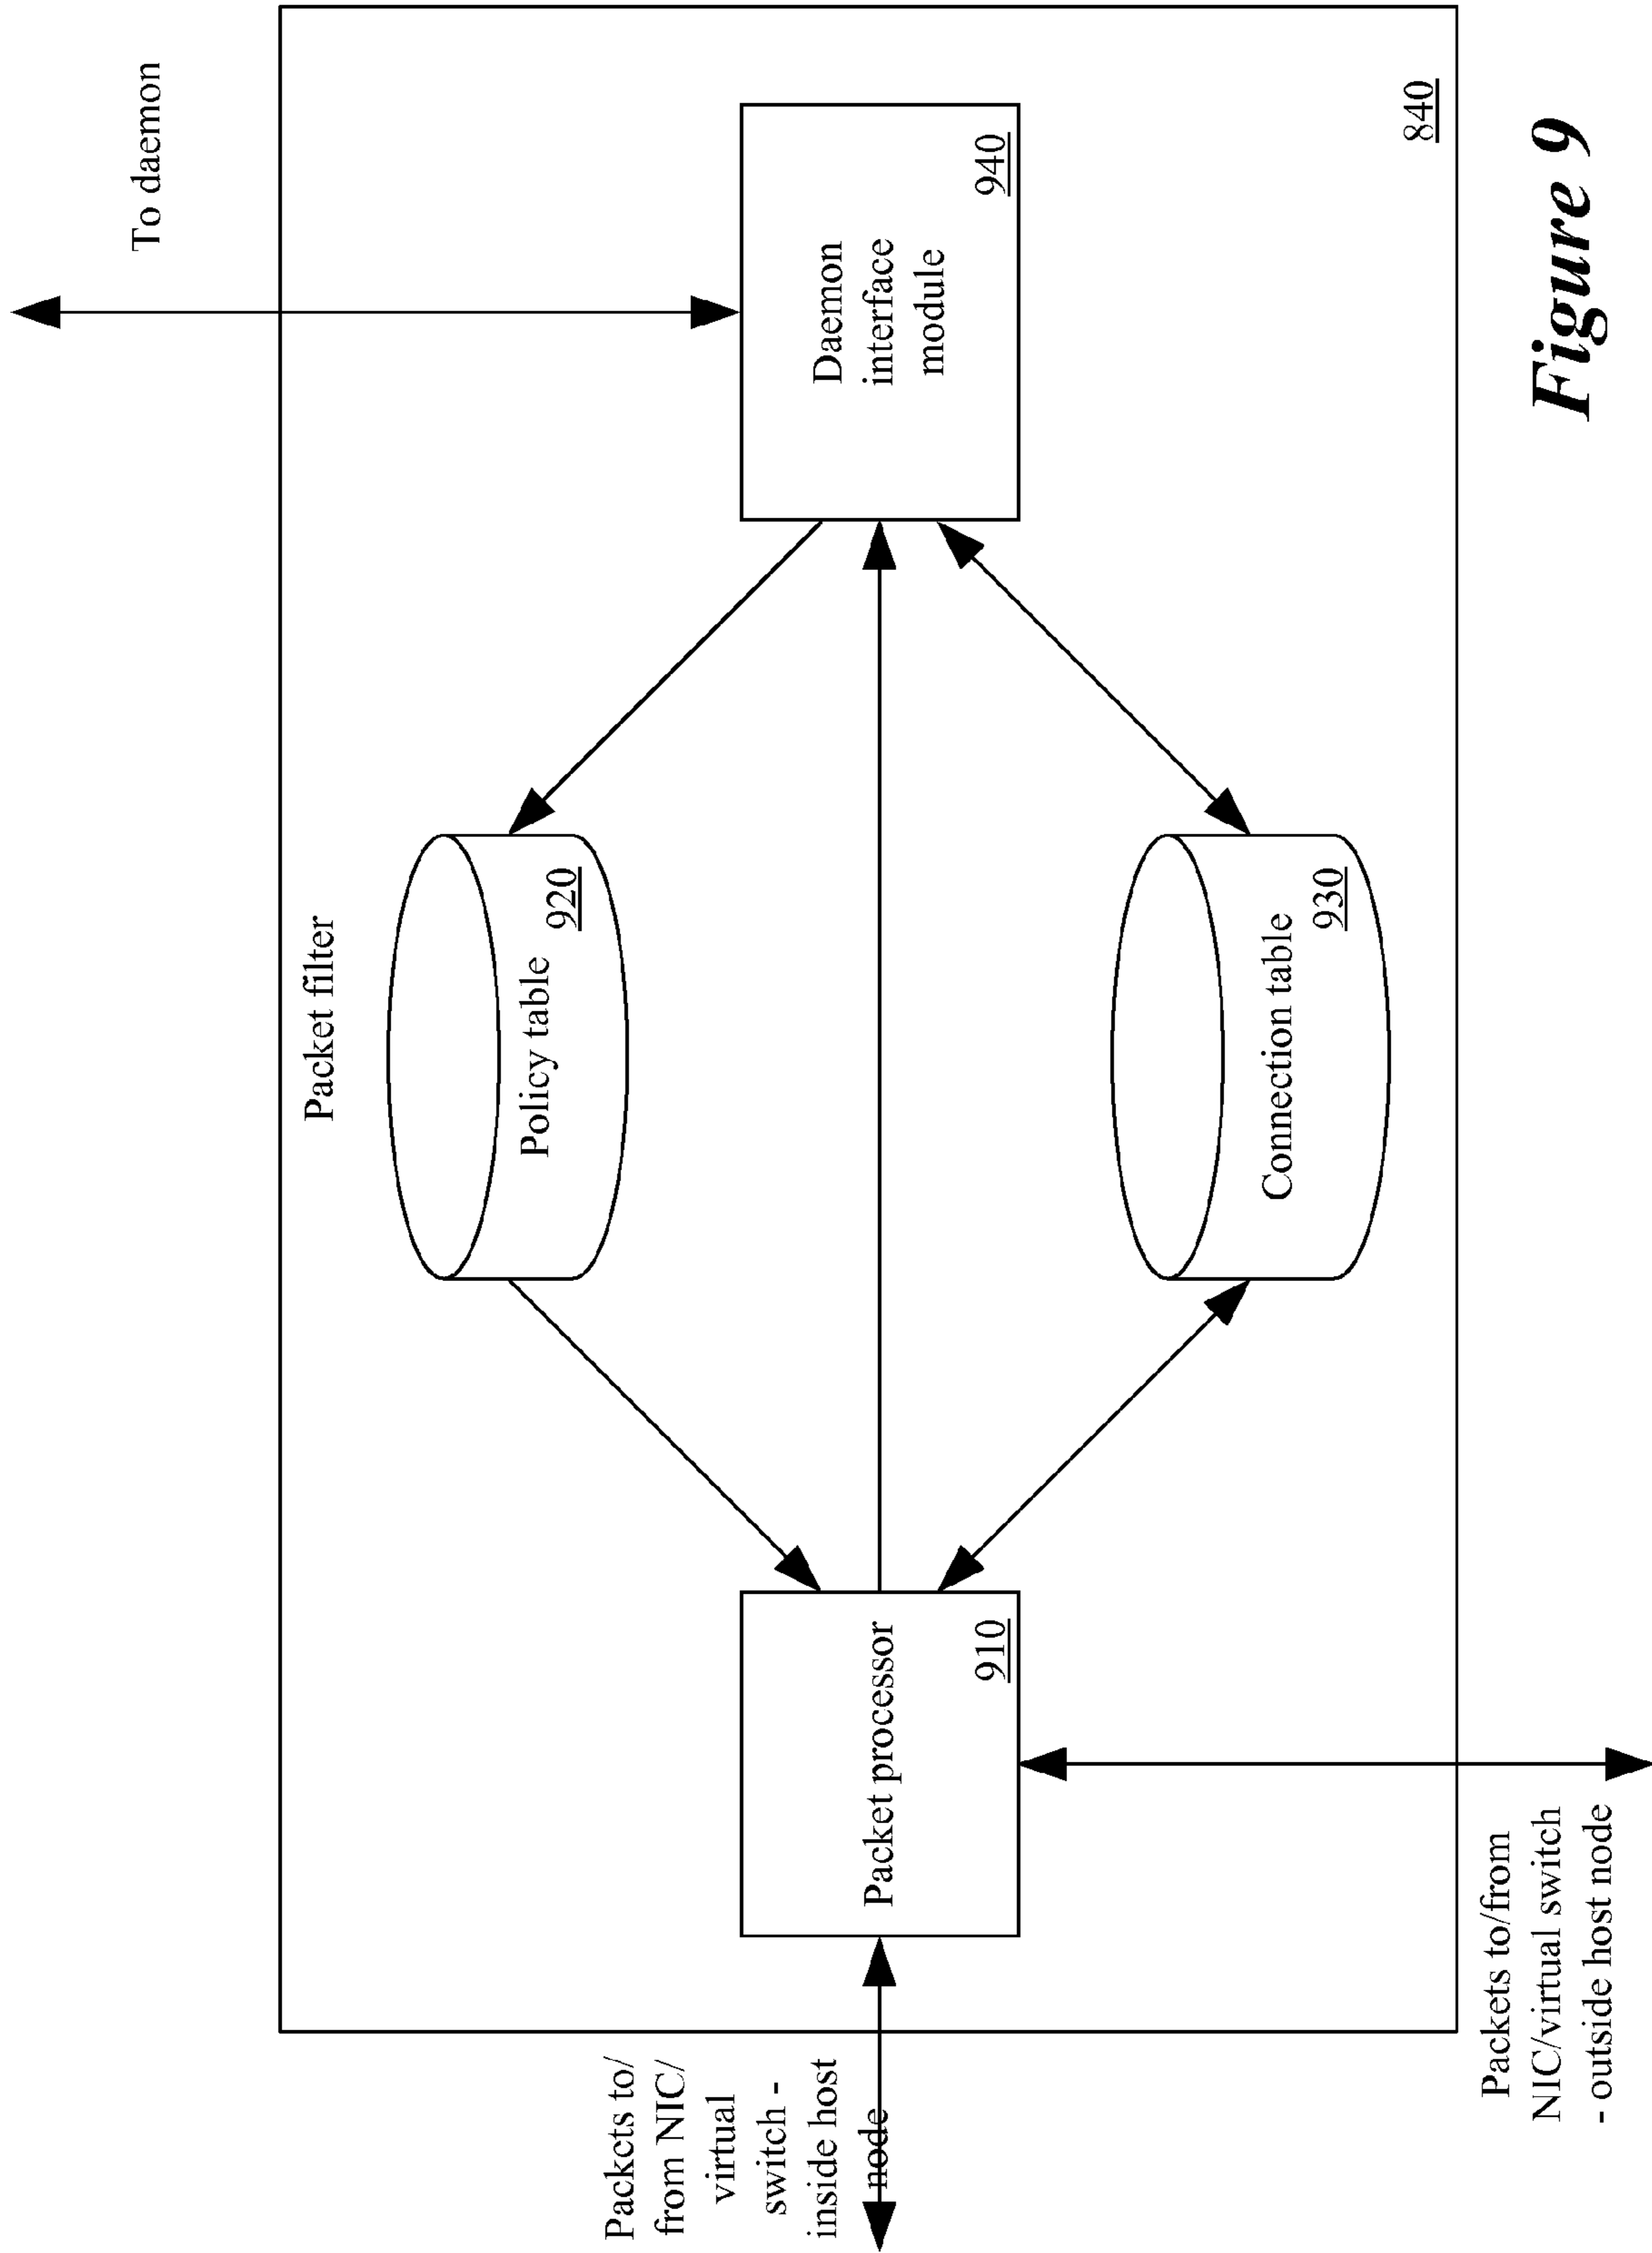 To daemon
Packet filter
Policy table
920
Packets to/
from NIC/
virtual
switch -
inside host
node
Packet processor
910
Daemon
interface
module
940
Connection table
930
840
Packets to/from
NIC/virtual switch
- outside host node
Figure 9